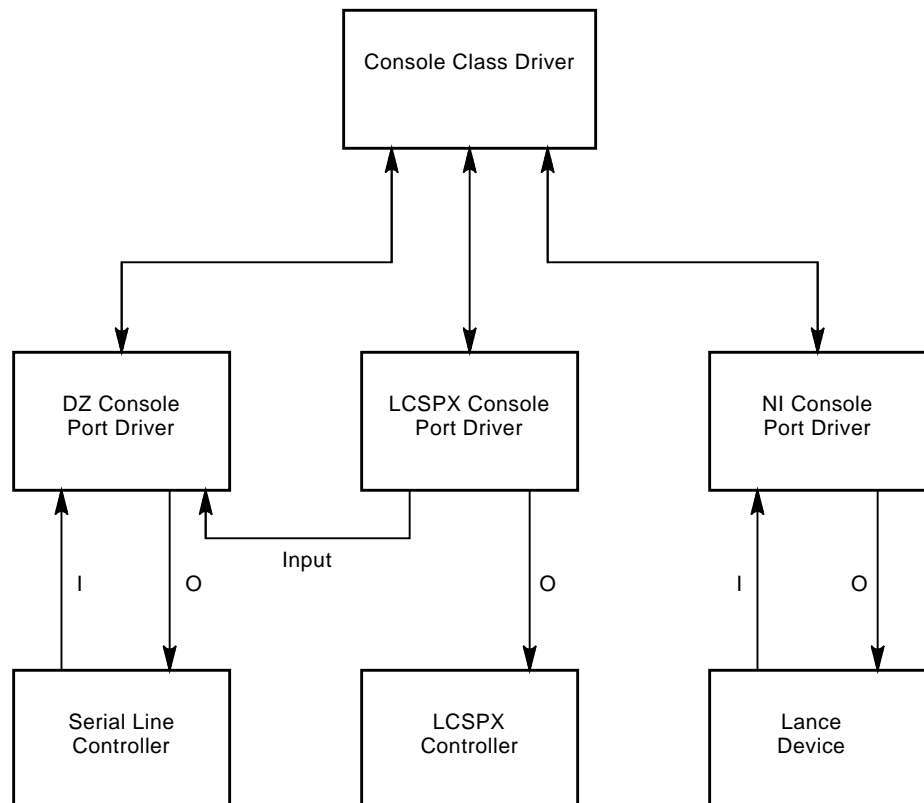 Console Class Driver
DZ Console
Port Driver
LCSPX Console
Port Driver
NI Console
Port Driver
Input
I
O
O
I
O
Serial Line
Controller
LCSPX
Controller
Lance
Device